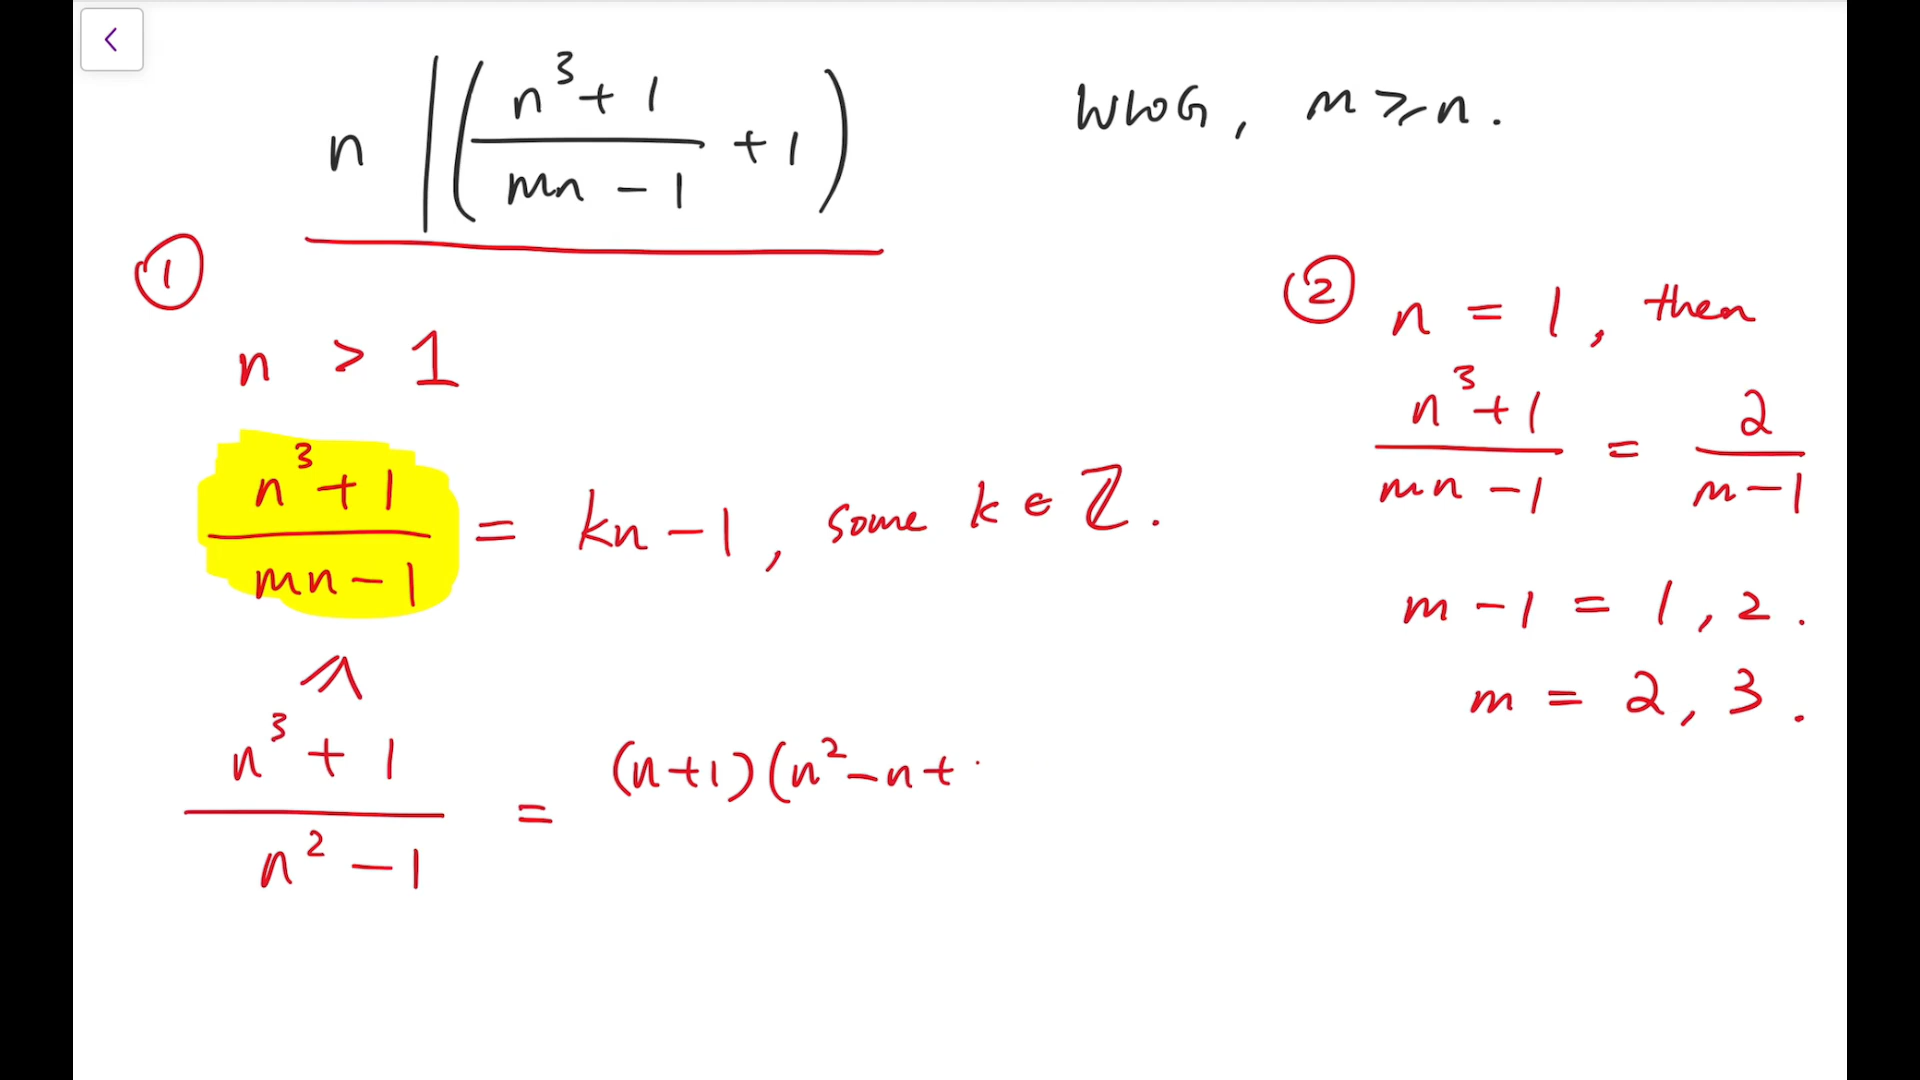 n | ( (n³ + 1)/(mn − 1) + 1 )
WLOG, m ⩾ n.
①
n > 1
(n³ + 1)/(mn − 1) = kn − 1, some k ∈ ℤ.
∧
(n³ + 1)/(n² − 1) = (n+1)(n² − n +
② n = 1, then
(n³ + 1)/(mn − 1) = 2/(m − 1)
m − 1 = 1, 2.
m = 2, 3.